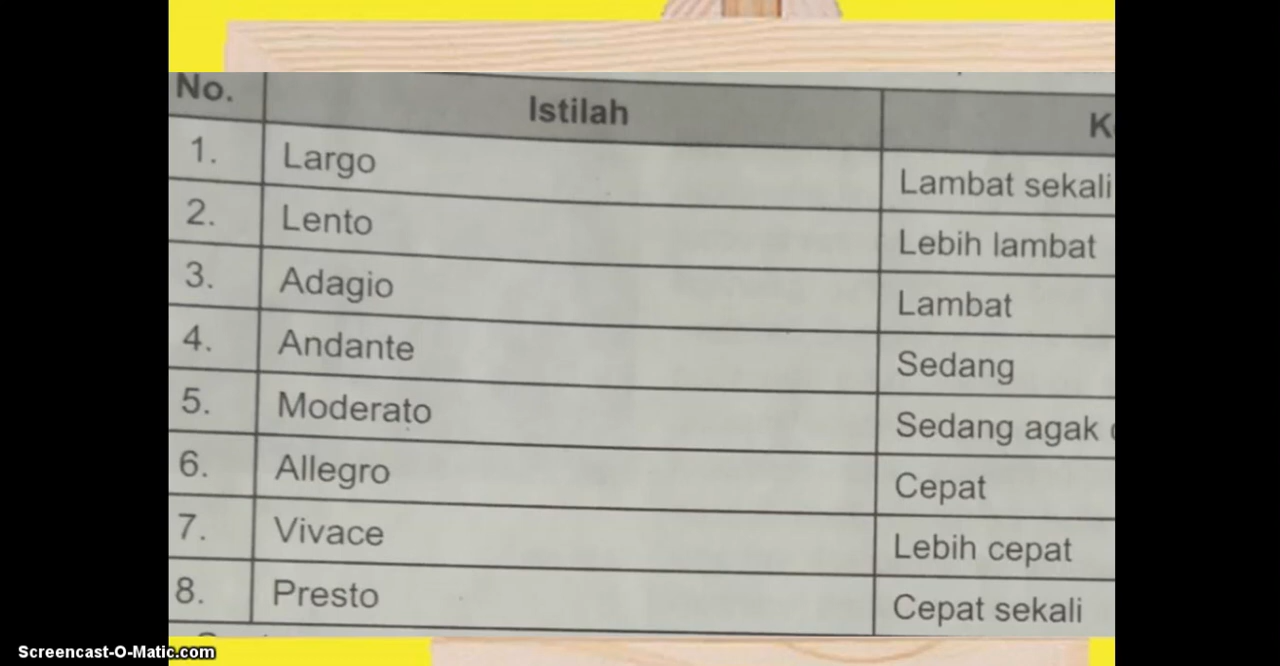 No. Istilah
1. Largo Lambat sekali
2. Lento Lebih lambat
3. Adagio Lambat
4. Andante Sedang
5. Moderato Sedang agak
6. Allegro Cepat
7. Vivace Lebih cepat
8. Presto Cepat sekali
Screencast-O-Matic.com